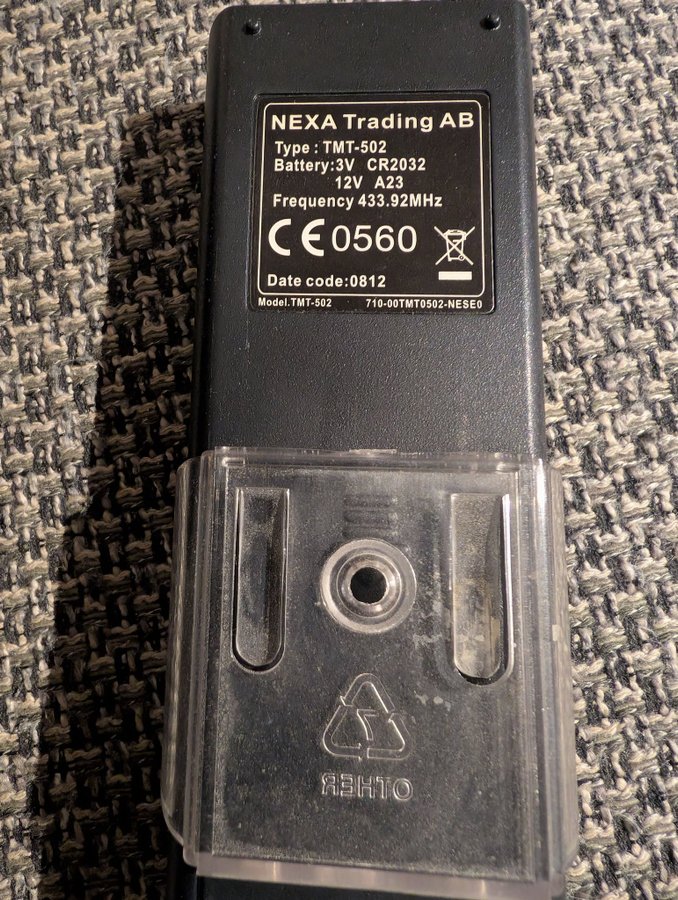 NEXA Trading AB
Type : TMT-502
Battery:3V CR2032
12V A23
Frequency 433.92MHz
CE 0560
Date code:0812
Model.TMT-502 710-00TMT0502-NESE0
7
OTHER